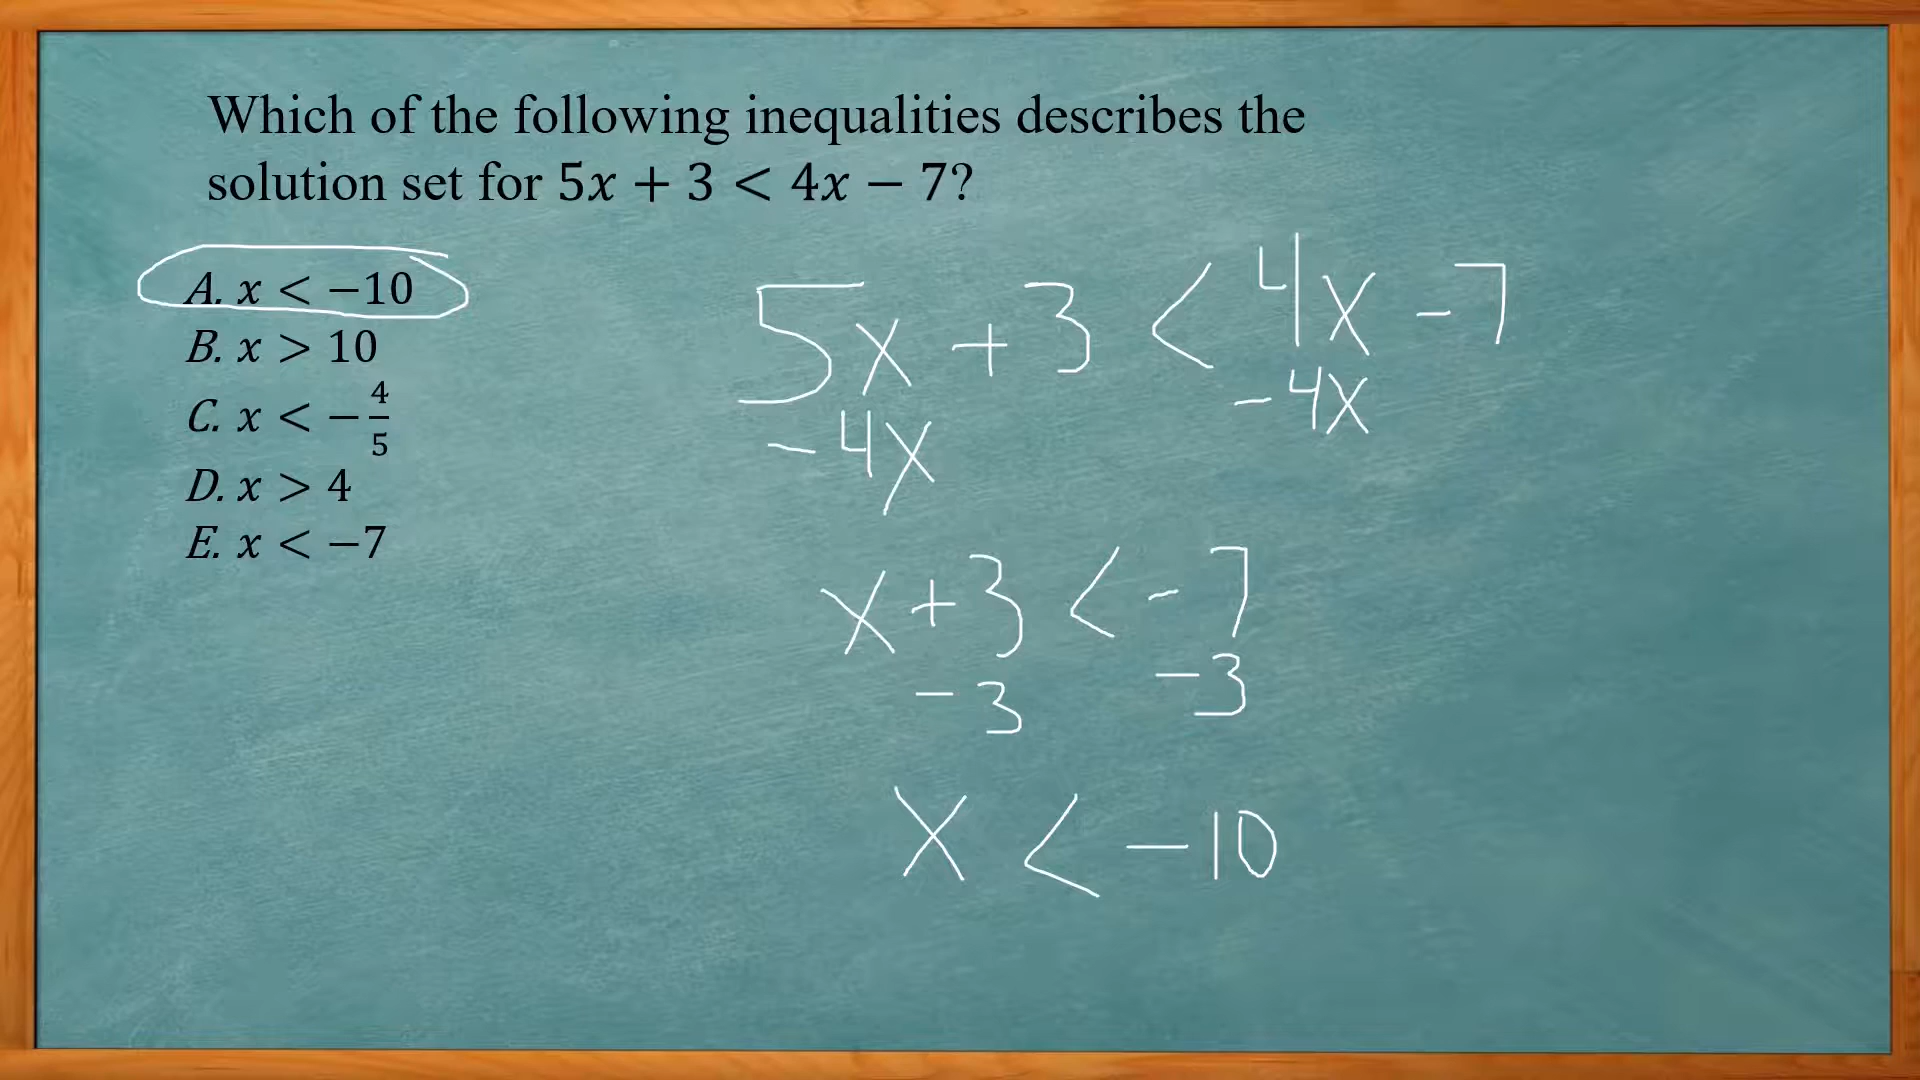 Which of the following inequalities describes the
solution set for 5x + 3 < 4x − 7?
A. x < −10
B. x > 10
C. x < −4/5
D. x > 4
E. x < −7
5x + 3 < 4x - 7
- 4x - 4x
x + 3 < - 7
- 3 - 3
x < - 10